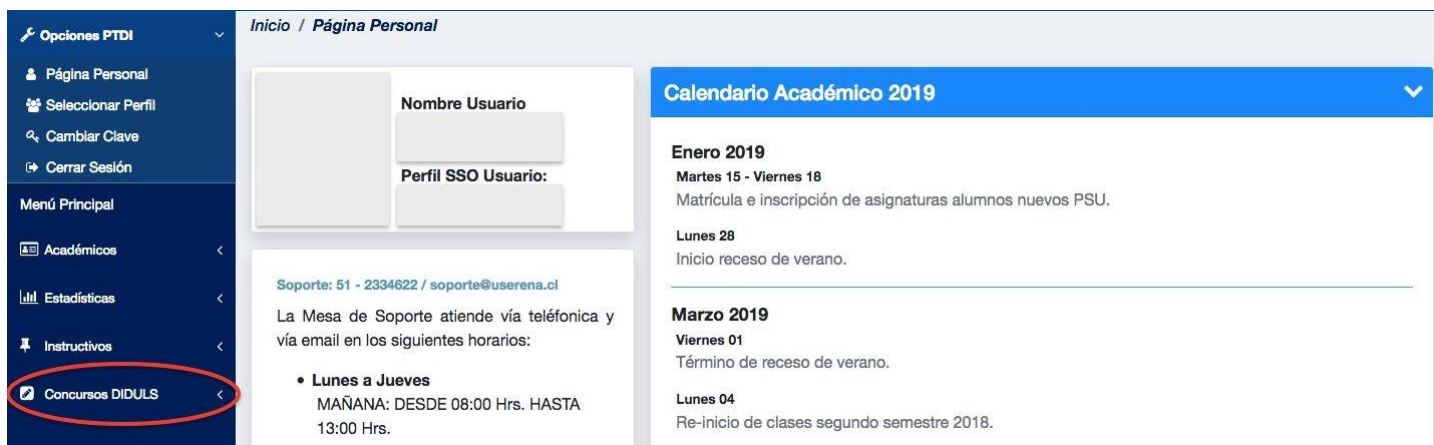 Opciones PTDI
Página Personal
Seleccionar Perfil
Cambiar Clave
Cerrar Sesión
Menú Principal
Académicos
Estadísticas
Instructivos
Concursos DIDULS
Inicio / Página Personal
Nombre Usuario
Perfil SSO Usuario:
Soporte: 51 - 2334622 / soporte@userena.cl
La Mesa de Soporte atiende vía teléfonica y
vía email en los siguientes horarios:
• Lunes a Jueves
MAÑANA: DESDE 08:00 Hrs. HASTA
13:00 Hrs.
Calendario Académico 2019
Enero 2019
Martes 15 - Viernes 18
Matrícula e inscripción de asignaturas alumnos nuevos PSU.
Lunes 28
Inicio receso de verano.
Marzo 2019
Viernes 01
Término de receso de verano.
Lunes 04
Re-inicio de clases segundo semestre 2018.